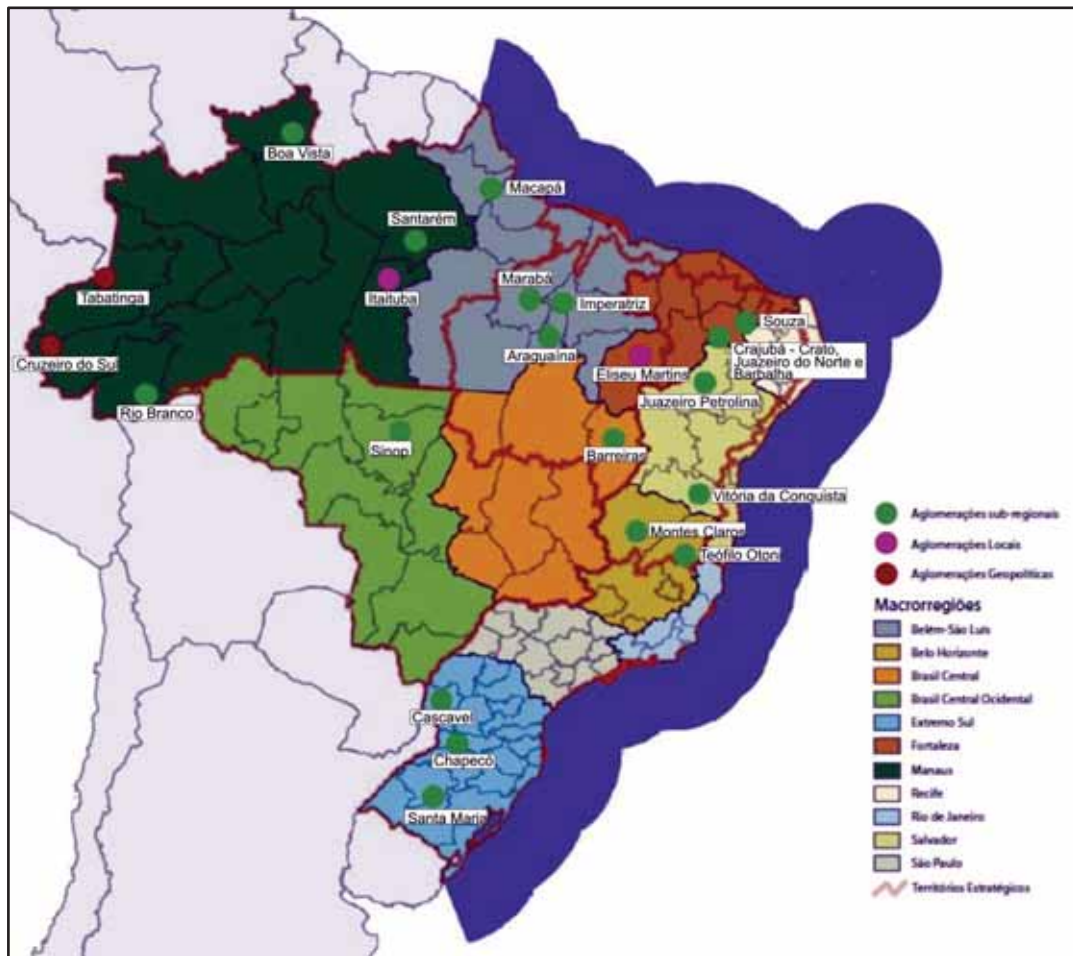 Boa Vista
Macapá
Santarém
Marabá
Tabatinga
Itaituba
Imperatriz
Souza
Cruzeiro do Sul
Araguaína
Eliseu Martins
Crajubá - Crato,
Juazeiro do Norte e
Barbalha
Rio Branco
Juazeiro Petrolina
Sinop
Barreiras
Vitória da Conquista
Montes Claros
Teófilo Otoni
Cascavel
Chapecó
Santa Maria
Aglomerações sub-regionais
Aglomerações Locais
Aglomerações Geopolíticas
Macrorregiões
Belém-São Luis
Belo Horizonte
Brasil Central
Brasil Central Ocidental
Extremo Sul
Fortaleza
Manaus
Recife
Rio de Janeiro
Salvador
São Paulo
Territórios Estratégicos